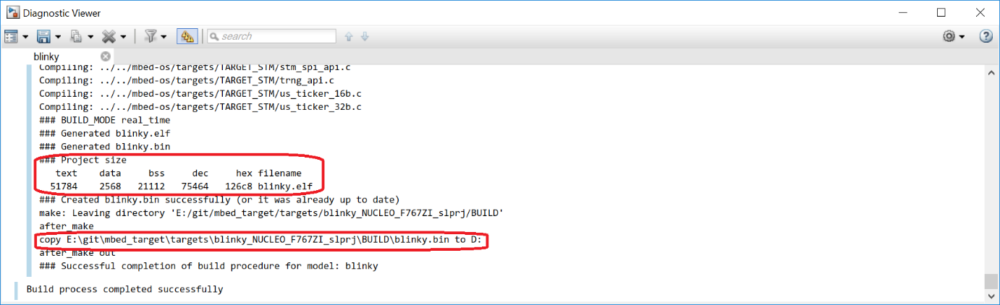 Diagnostic Viewer
search
blinky
Compiling: ../../mbed-os/targets/TARGET_STM/stm_spi_api.c
Compiling: ../../mbed-os/targets/TARGET_STM/trng_api.c
Compiling: ../../mbed-os/targets/TARGET_STM/us_ticker_16b.c
Compiling: ../../mbed-os/targets/TARGET_STM/us_ticker_32b.c
### BUILD_MODE real_time
### Generated blinky.elf
### Generated blinky.bin
### Project size
text data bss dec hex filename
51784 2568 21112 75464 126c8 blinky.elf
### Created blinky.bin successfully (or it was already up to date)
make: Leaving directory 'E:/git/mbed_target/targets/blinky_NUCLEO_F767ZI_slprj/BUILD'
after_make
copy E:\git\mbed_target\targets\blinky_NUCLEO_F767ZI_slprj\BUILD\blinky.bin to D:
after_make out
### Successful completion of build procedure for model: blinky
Build process completed successfully